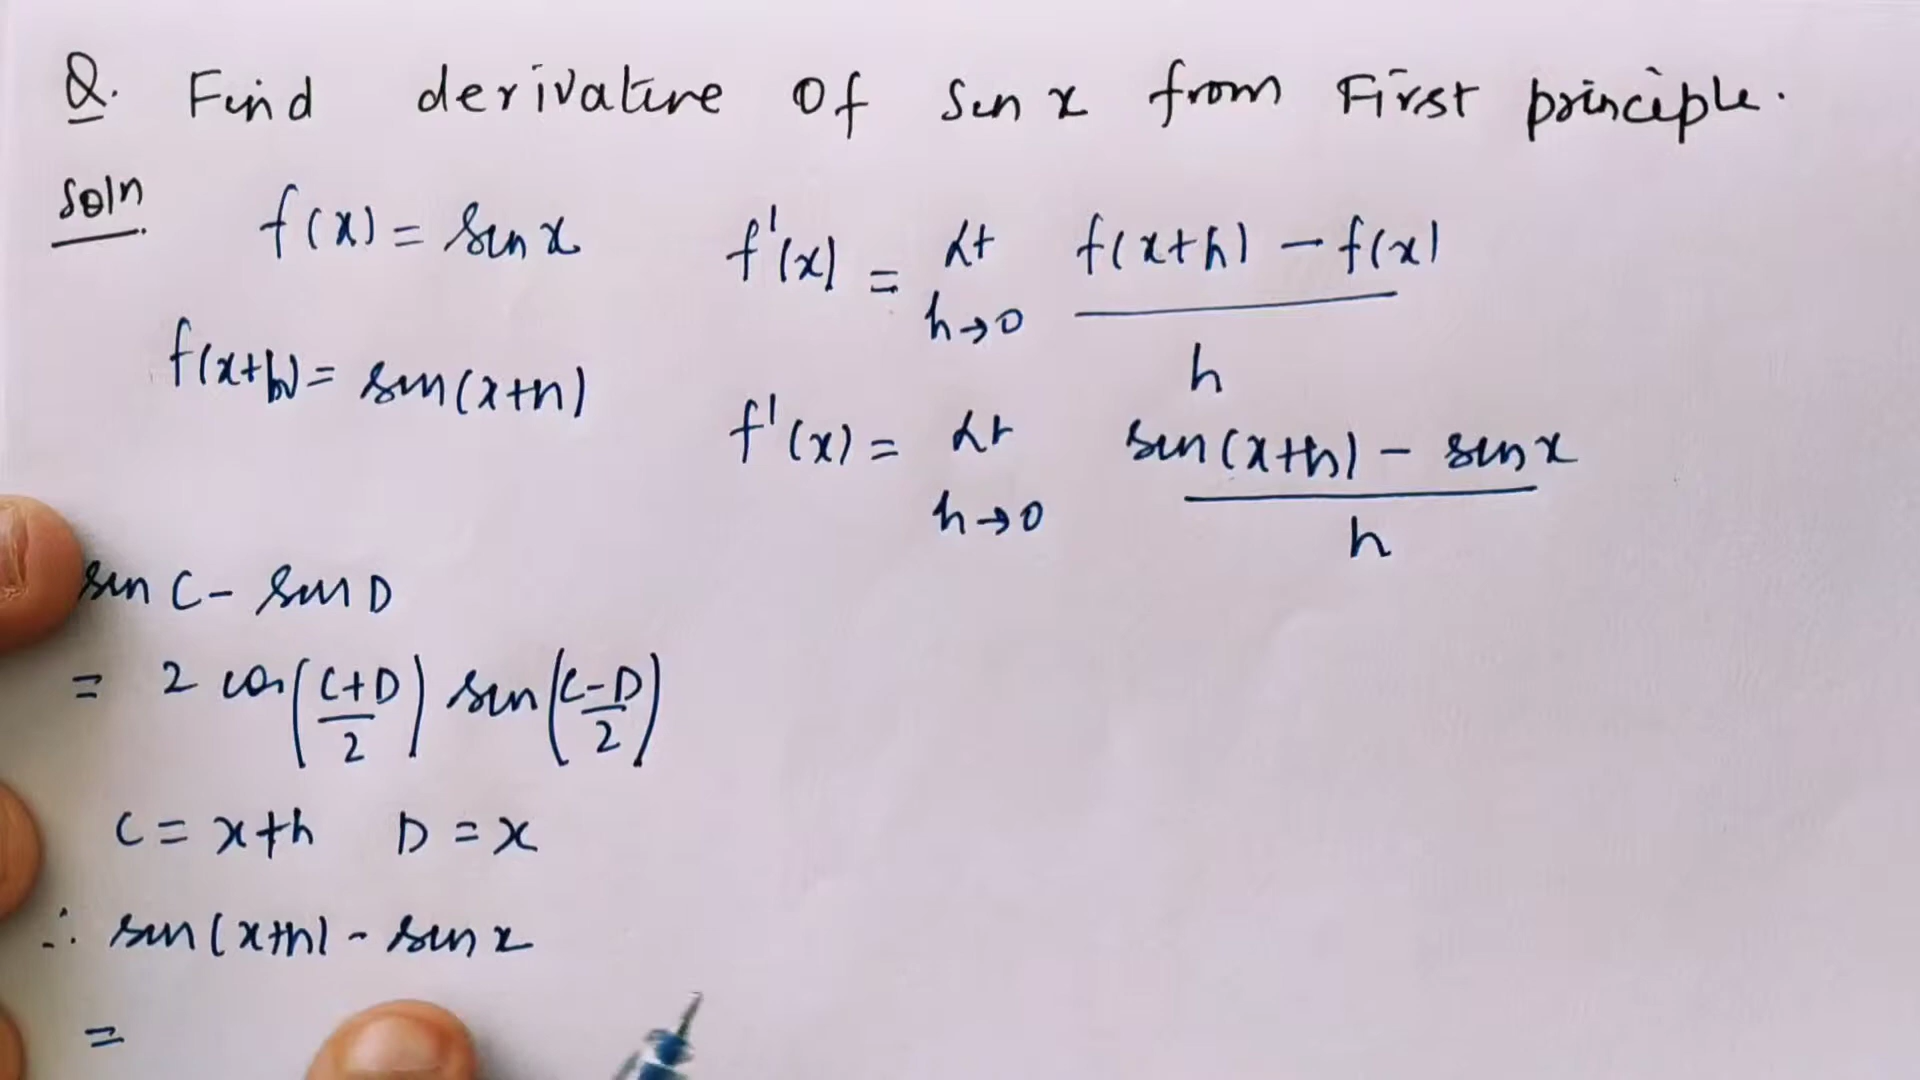 Q. Find derivative of sin x from First principle.
Soln f(x) = sin x
f(x+h) = sin(x+h)
f'(x) = Lt h→0 f(x+h) - f(x) / h
f'(x) = Lt h→0 sin(x+h) - sin x / h
sin C - sin D
= 2 cos(C+D/2) sin(C-D/2)
C = x+h D = x
∴ sin(x+h) - sin x
=